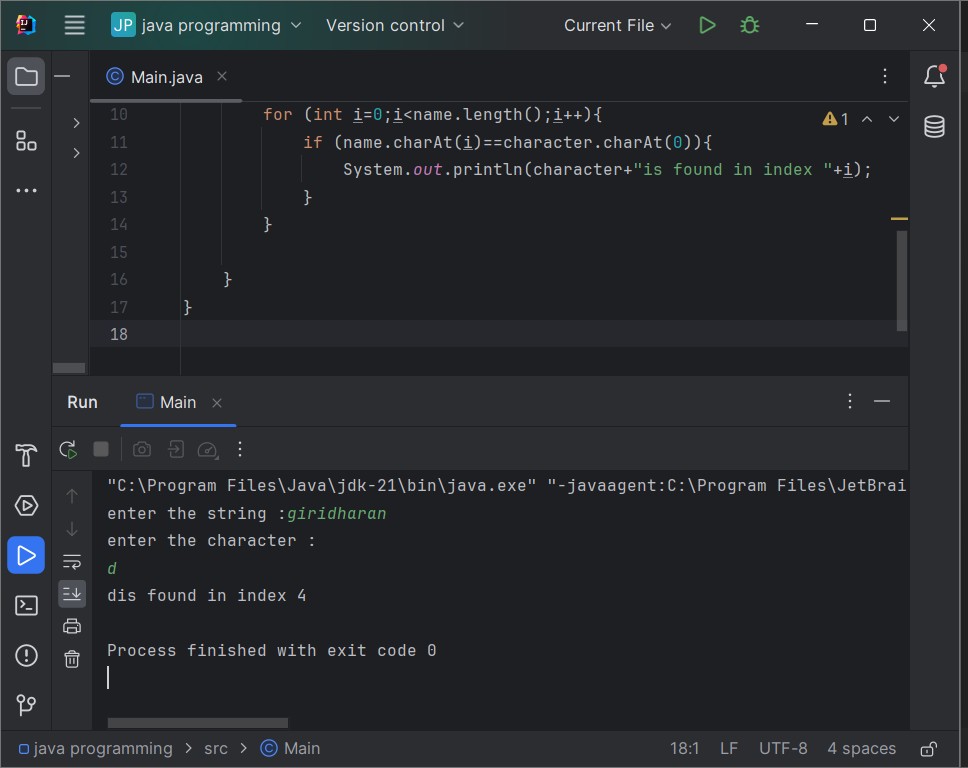 JP java programming Version control Current File
Main.java
10 for (int i=0;i<name.length();i++){
1
11 if (name.charAt(i)==character.charAt(0)){
12 System.out.println(character+"is found in index "+i);
13 }
14 }
15
16 }
17 }
18
Run Main
"C:\Program Files\Java\jdk-21\bin\java.exe" "-javaagent:C:\Program Files\JetBrai
enter the string :giridharan
enter the character :
d
dis found in index 4
Process finished with exit code 0
java programming > src > Main 18:1 LF UTF-8 4 spaces